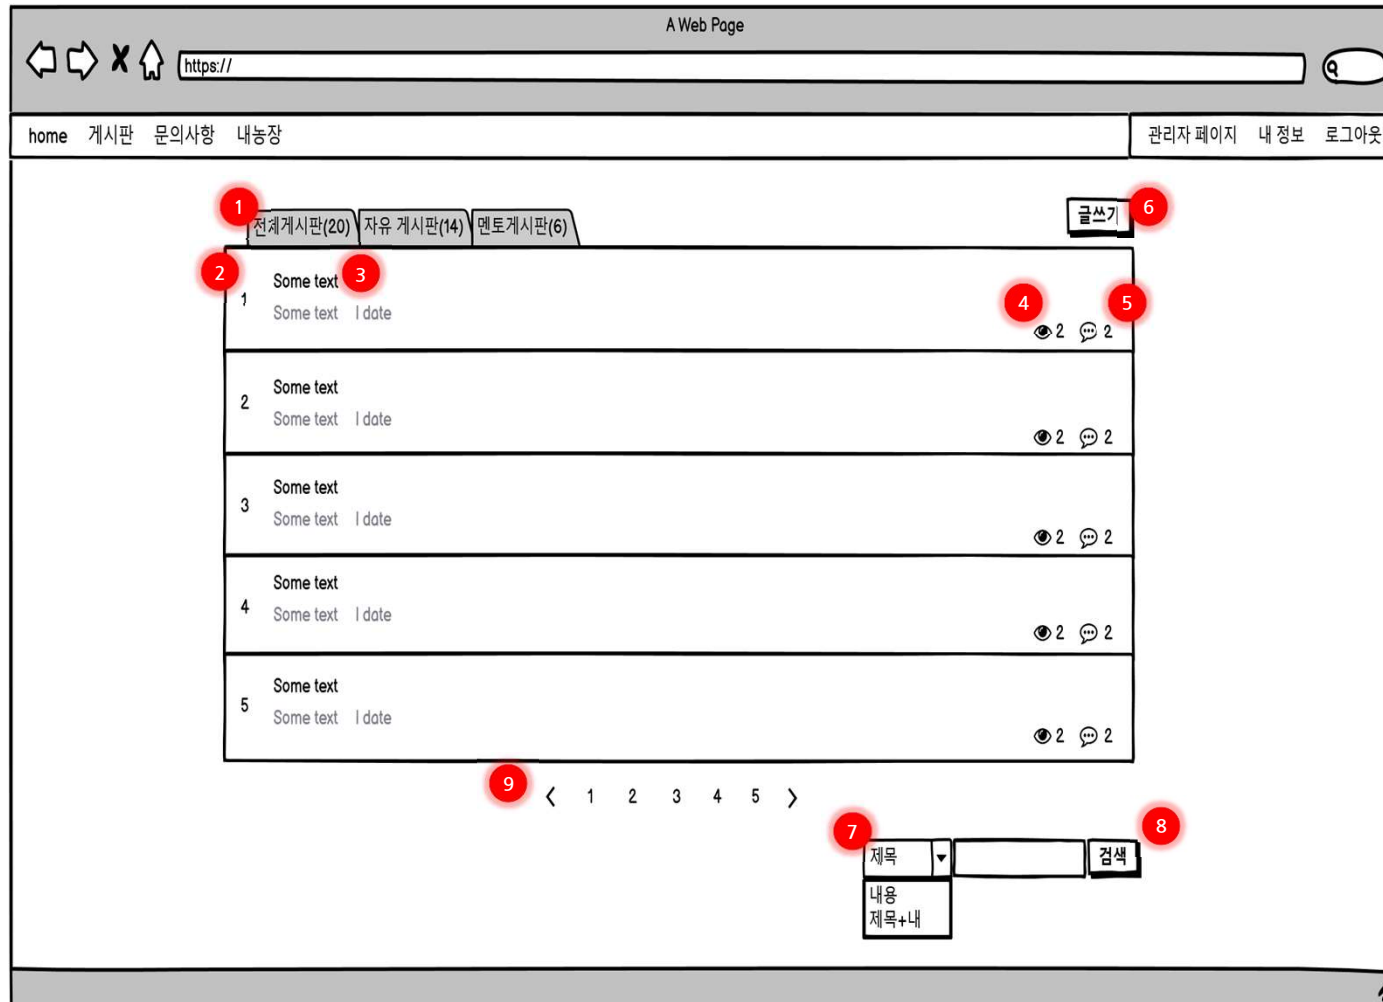 A Web Page
https://
home 게시판 문의사항 내농장 관리자 페이지 내 정보 로그아웃
1 전체게시판(20) 자유 게시판(14) 멘토게시판(6) 글쓰기 6
2 Some text 3
1
Some text | date 4 5
2 2
Some text
2
Some text | date
2 2
Some text
3
Some text | date
2 2
Some text
4
Some text | date
2 2
Some text
5
Some text | date
2 2
9 < 1 2 3 4 5 >
7 8
제목 검색
내용
제목+내